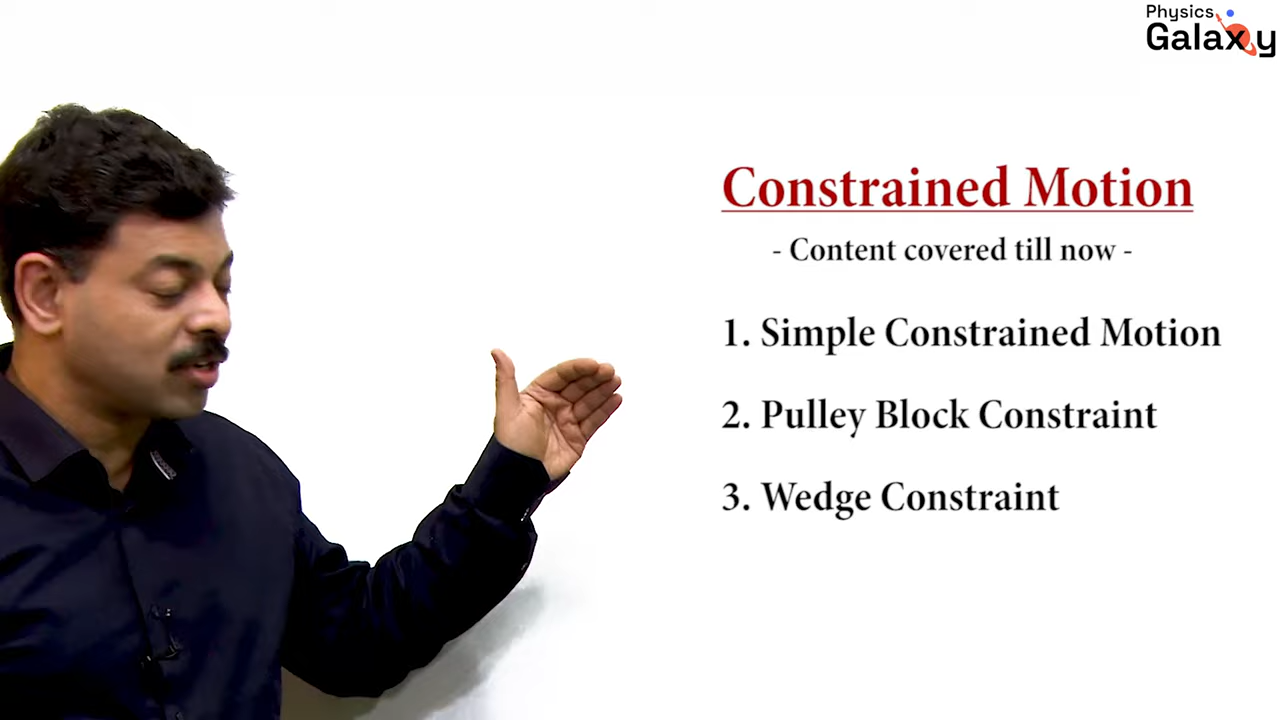 Physics
Galaxy
Constrained Motion
- Content covered till now -
1. Simple Constrained Motion
2. Pulley Block Constraint
3. Wedge Constraint